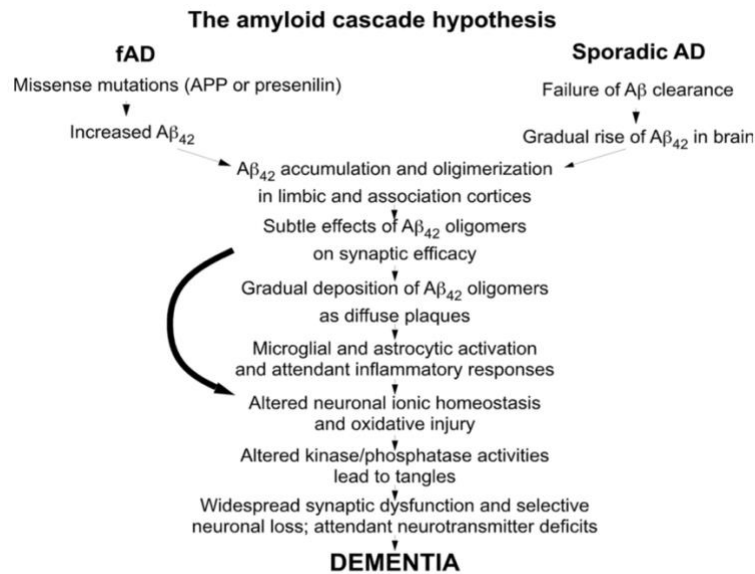 The amyloid cascade hypothesis
fAD
Missense mutations (APP or presenilin)
Increased Aβ42
Sporadic AD
Failure of Aβ clearance
Gradual rise of Aβ42 in brain
Aβ42 accumulation and oligimerization
in limbic and association cortices
Subtle effects of Aβ42 oligomers
on synaptic efficacy
Gradual deposition of Aβ42 oligomers
as diffuse plaques
Microglial and astrocytic activation
and attendant inflammatory responses
Altered neuronal ionic homeostasis
and oxidative injury
Altered kinase/phosphatase activities
lead to tangles
Widespread synaptic dysfunction and selective
neuronal loss; attendant neurotransmitter deficits
DEMENTIA